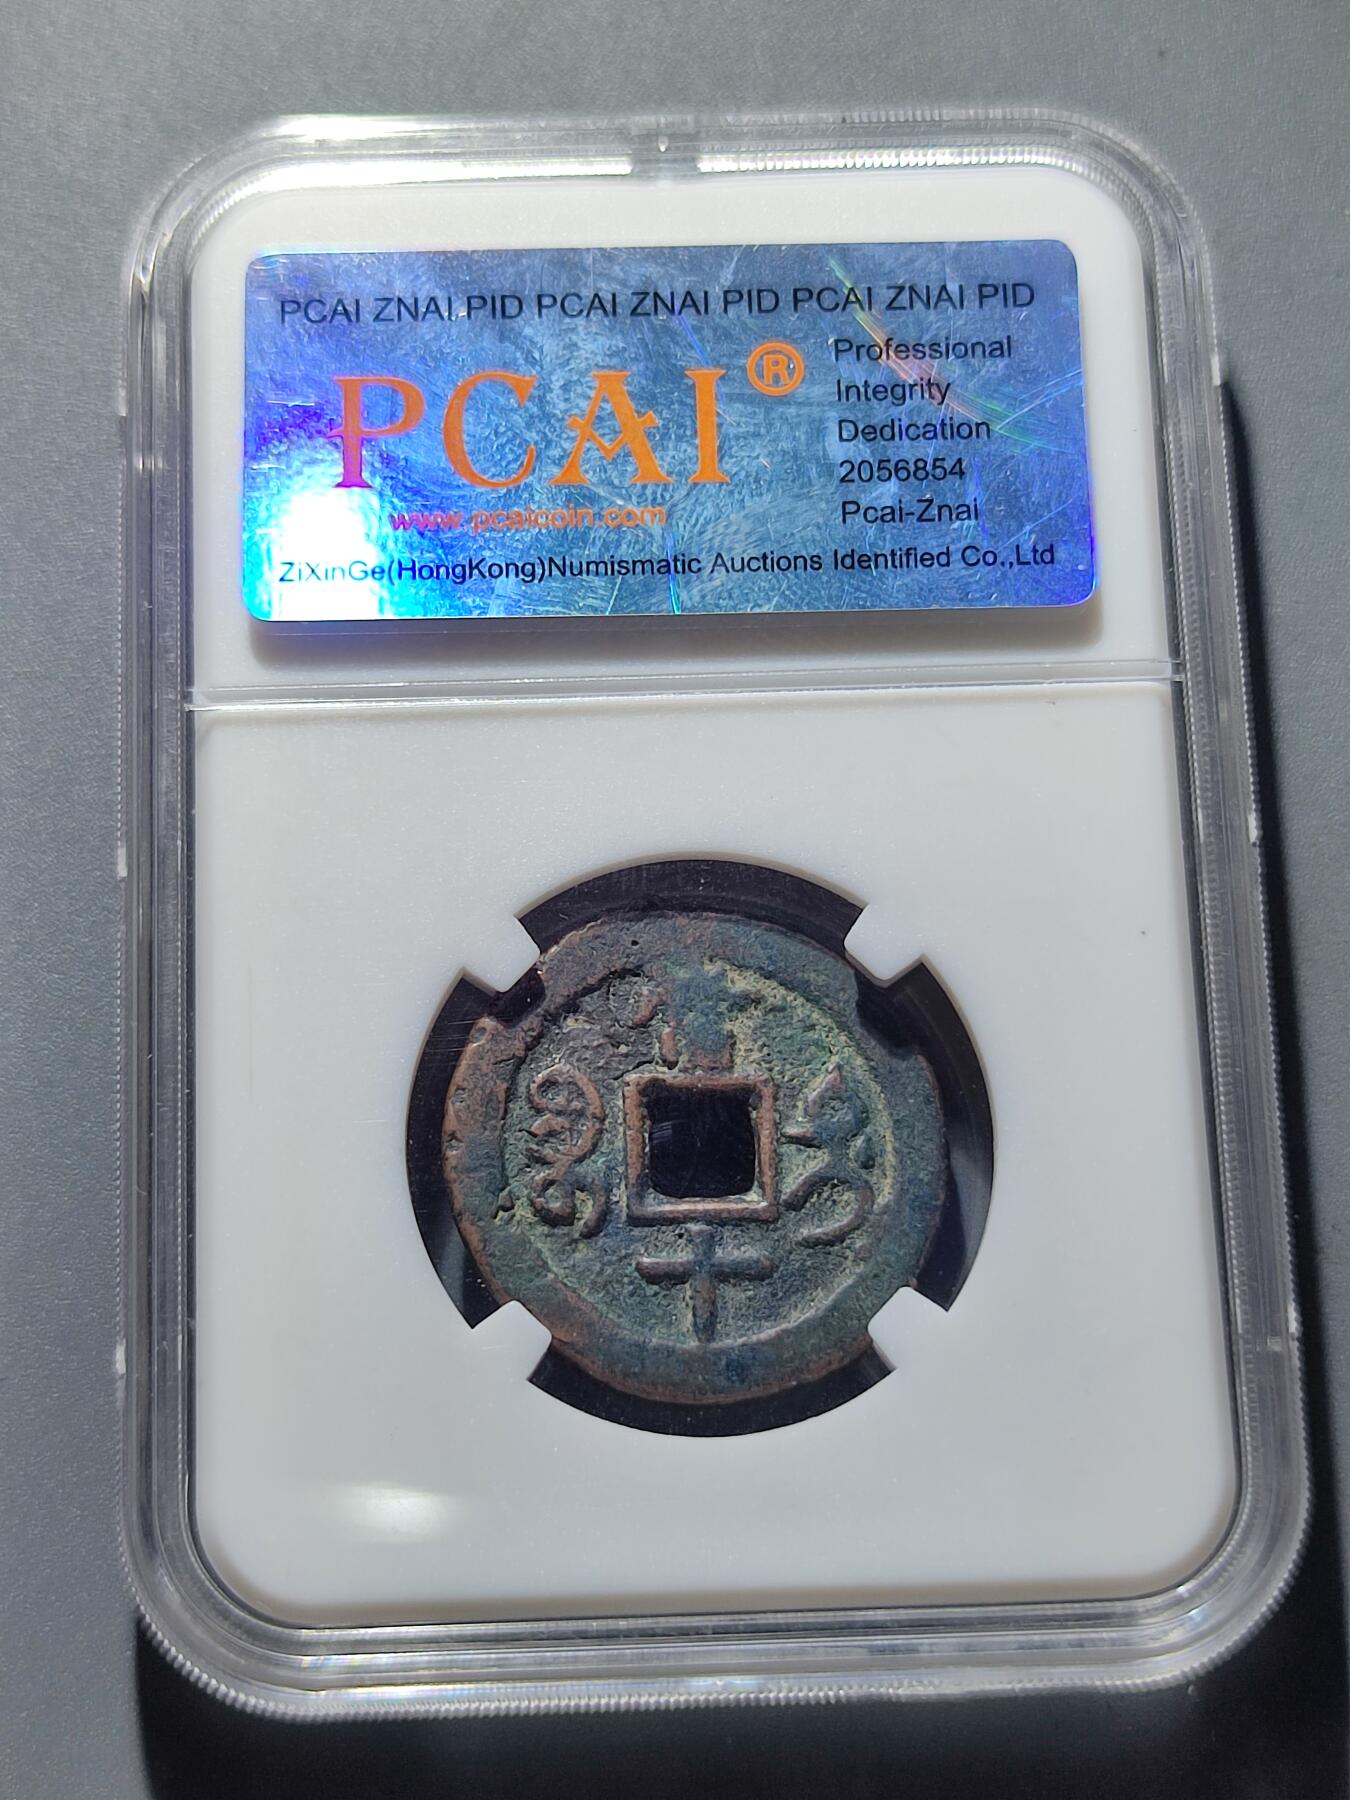 PCAI ZNAI PID PCAI ZNAI PID PCAI ZNAI PID
PCAI®
www.pcaicoin.com
Professional
Integrity
Dedication
2056854
Pcai-Znai
ZiXinGe(HongKong)Numismatic Auctions Identified Co.,Ltd
十